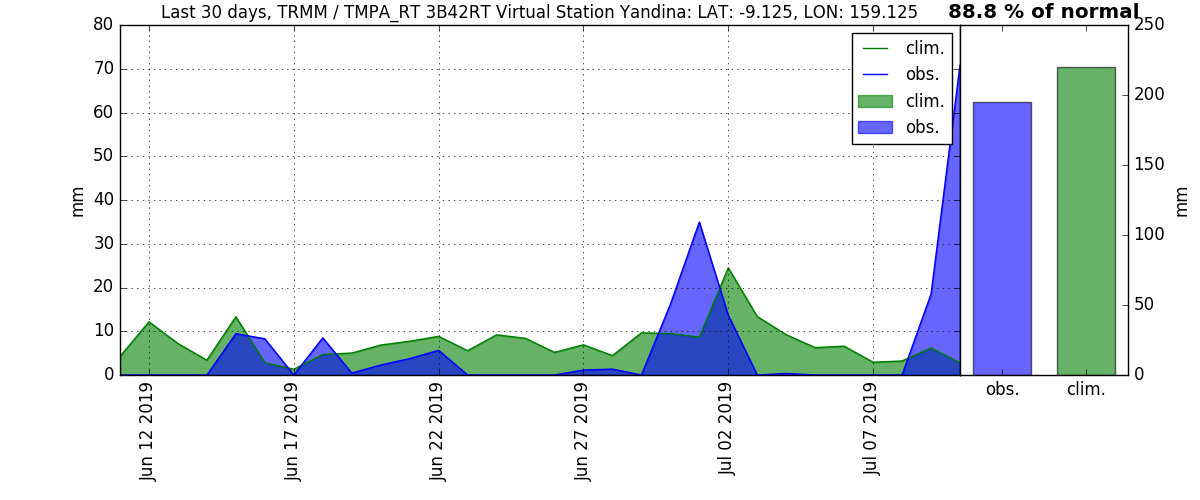 Last 30 days, TRMM / TMPA_RT 3B42RT Virtual Station Yandina: LAT: -9.125, LON: 159.125
88.8 % of normal
80
70
60
50
40
30
20
10
0
mm
clim.
obs.
clim.
obs.
250
200
150
100
50
0
mm
obs.
clim.
Jun 12 2019
Jun 17 2019
Jun 22 2019
Jun 27 2019
Jul 02 2019
Jul 07 2019